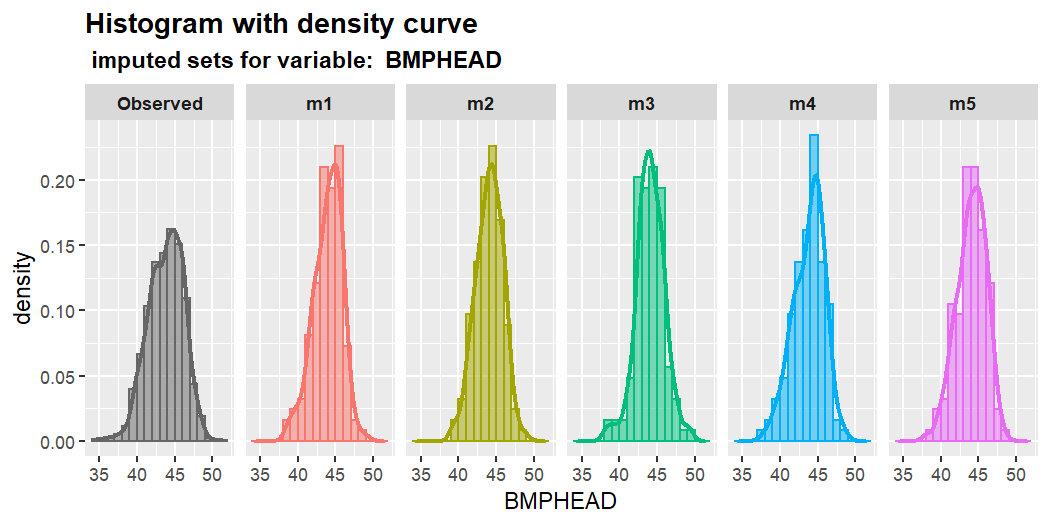 Histogram with density curve
imputed sets for variable: BMPHEAD
Observed m1 m2 m3 m4 m5
0.20
0.15
0.10
0.05
0.00
density
35 40 45 50 35 40 45 50 35 40 45 50 35 40 45 50 35 40 45 50 35 40 45 50
BMPHEAD